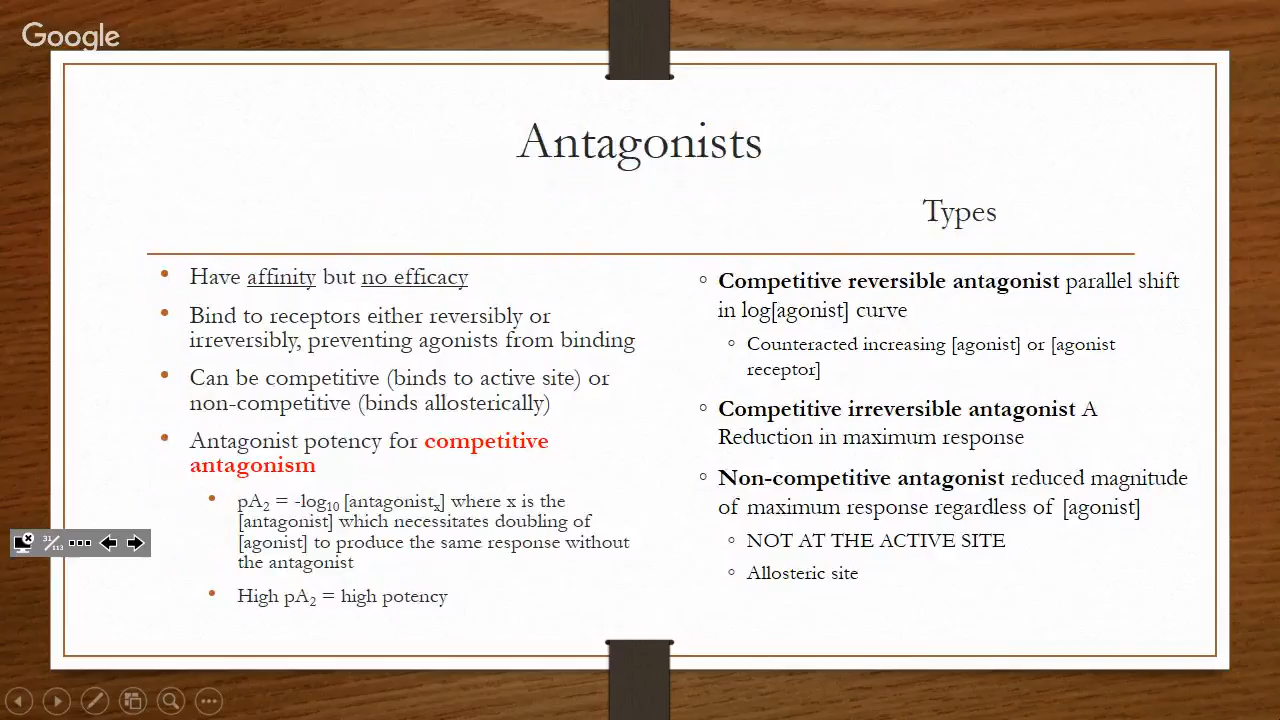 Google
Antagonists
Types
• Have affinity but no efficacy
• Bind to receptors either reversibly or
irreversibly, preventing agonists from binding
• Can be competitive (binds to active site) or
non-competitive (binds allosterically)
• Antagonist potency for competitive
antagonism
• pA₂ = -log₁₀ [antagonistₓ] where x is the
[antagonist] which necessitates doubling of
[agonist] to produce the same response without
the antagonist
• High pA₂ = high potency
○ Competitive reversible antagonist parallel shift
in log[agonist] curve
○ Counteracted increasing [agonist] or [agonist
receptor]
○ Competitive irreversible antagonist A
Reduction in maximum response
○ Non-competitive antagonist reduced magnitude
of maximum response regardless of [agonist]
○ NOT AT THE ACTIVE SITE
○ Allosteric site
31/113